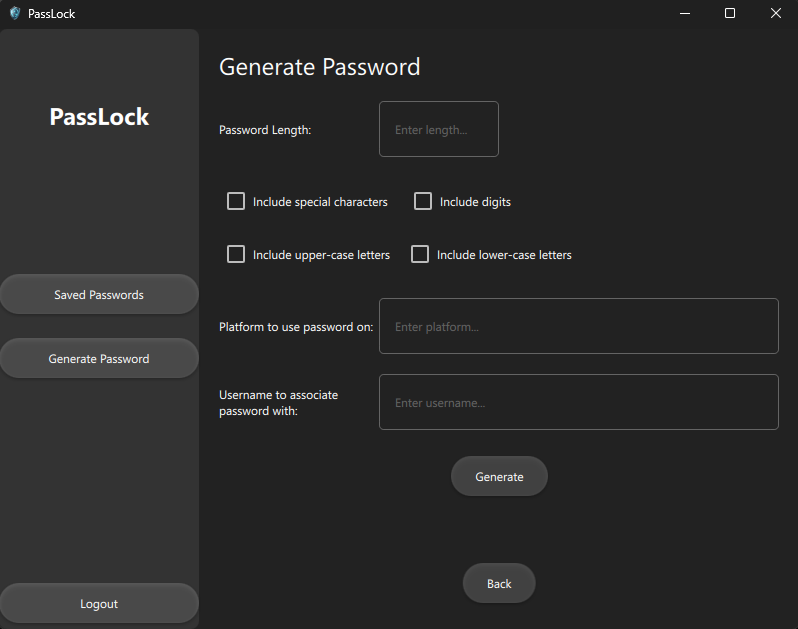 PassLock
PassLock
Saved Passwords
Generate Password
Logout
Generate Password
Password Length:
Enter length...
Include special characters
Include digits
Include upper-case letters
Include lower-case letters
Platform to use password on:
Enter platform...
Username to associate
password with:
Enter username...
Generate
Back